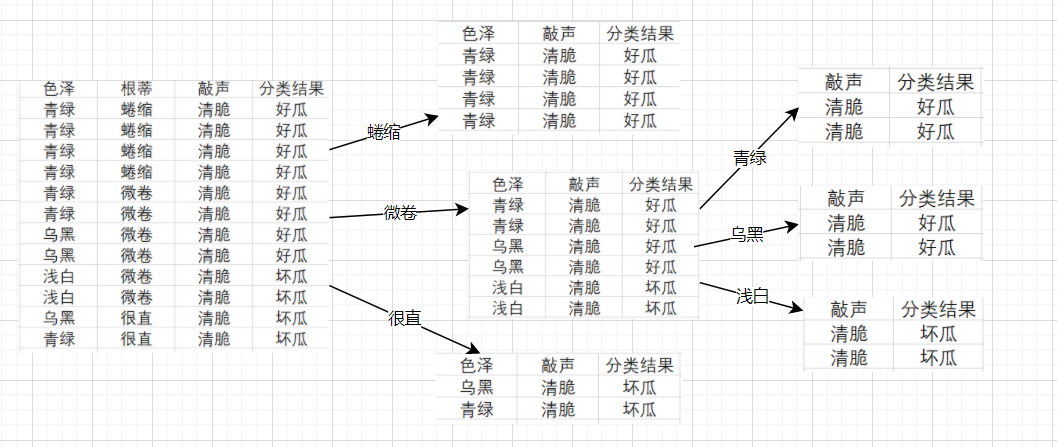 色泽 根蒂 敲声 分类结果
青绿 蜷缩 清脆 好瓜
青绿 蜷缩 清脆 好瓜
青绿 蜷缩 清脆 好瓜
青绿 蜷缩 清脆 好瓜
青绿 微卷 清脆 好瓜
青绿 微卷 清脆 好瓜
乌黑 微卷 清脆 好瓜
乌黑 微卷 清脆 好瓜
浅白 微卷 清脆 坏瓜
浅白 微卷 清脆 坏瓜
乌黑 很直 清脆 坏瓜
青绿 很直 清脆 坏瓜
蜷缩
微卷
很直
色泽 敲声 分类结果
青绿 清脆 好瓜
青绿 清脆 好瓜
青绿 清脆 好瓜
青绿 清脆 好瓜
色泽 敲声 分类结果
青绿 清脆 好瓜
青绿 清脆 好瓜
乌黑 清脆 好瓜
乌黑 清脆 好瓜
浅白 清脆 坏瓜
浅白 清脆 坏瓜
色泽 敲声 分类结果
乌黑 清脆 坏瓜
青绿 清脆 坏瓜
青绿
乌黑
浅白
敲声 分类结果
清脆 好瓜
清脆 好瓜
敲声 分类结果
清脆 好瓜
清脆 好瓜
敲声 分类结果
清脆 坏瓜
清脆 坏瓜